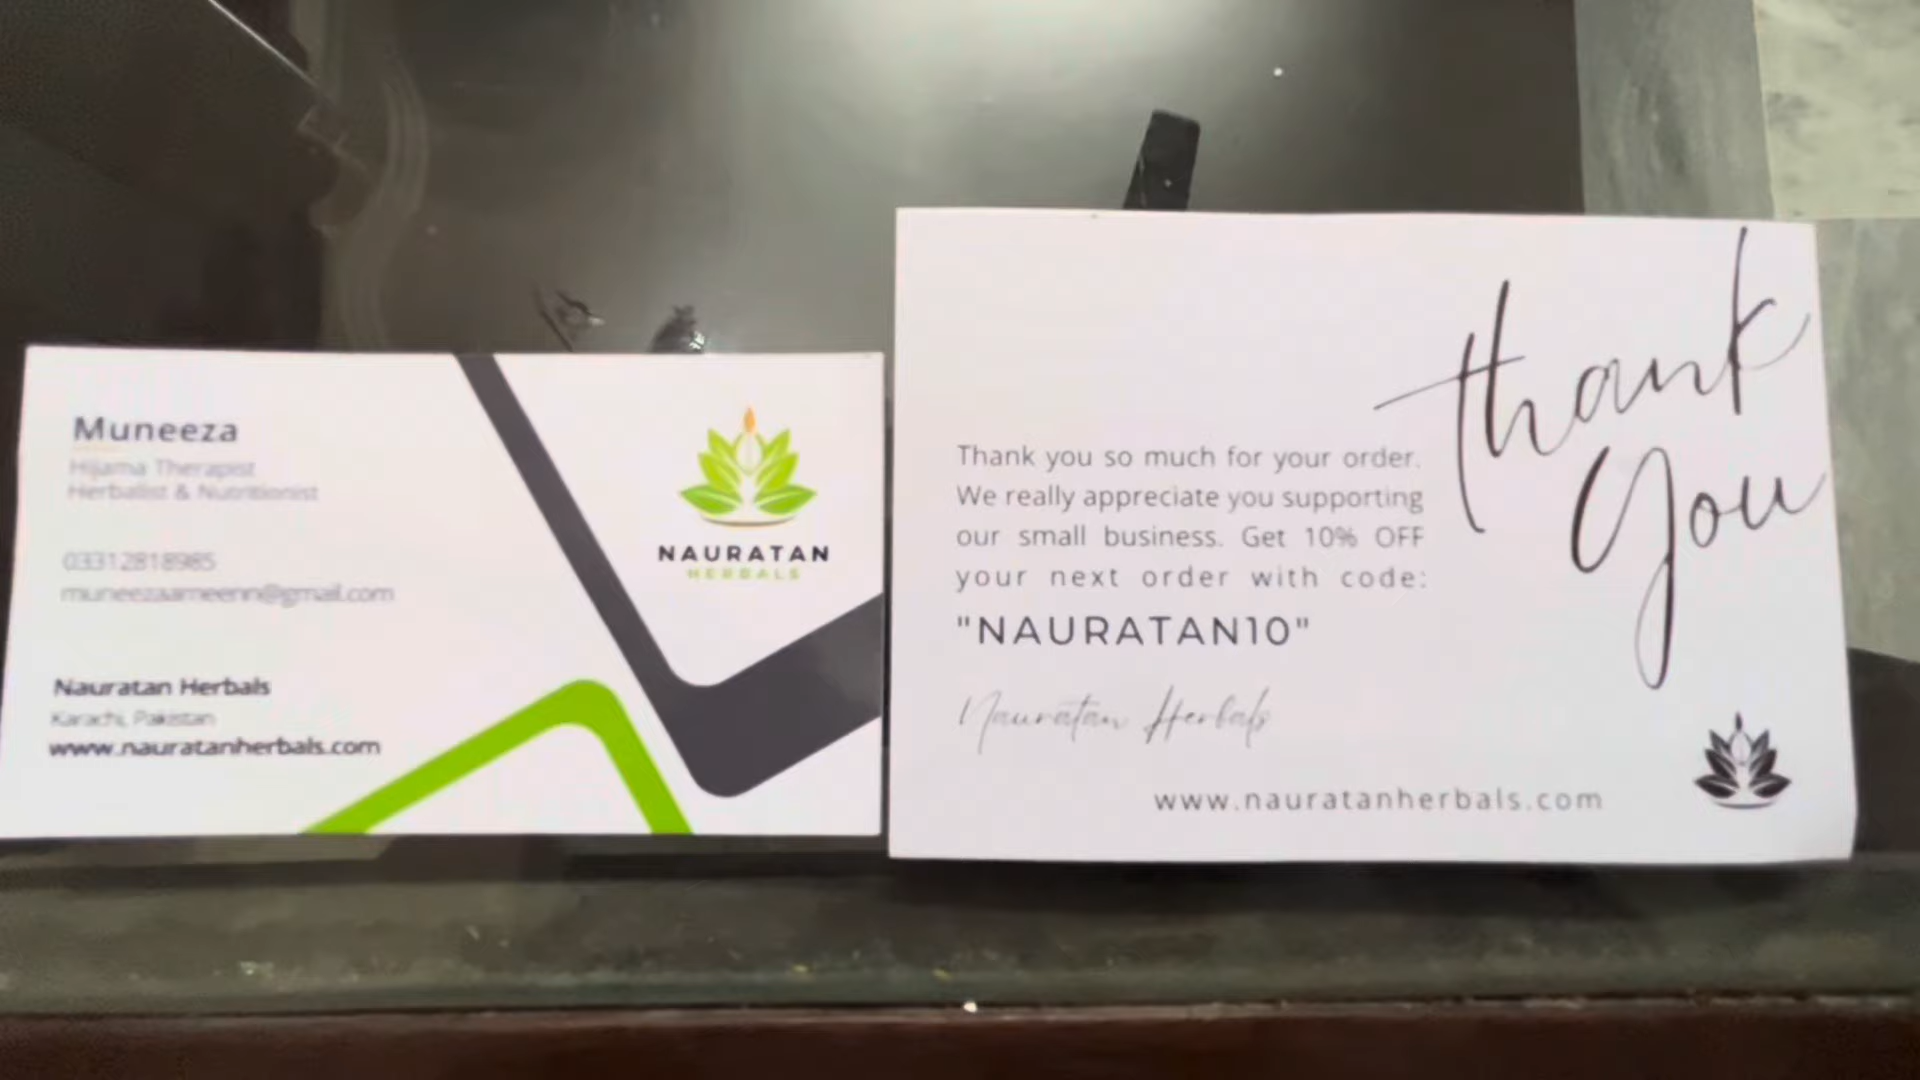 Muneeza
Hijama Therapist
Herbalist & Nutritionist
03312818985
muneezaameenn@gmail.com
Nauratan Herbals
Karachi, Pakistan
www.nauratanherbals.com
NAURATAN
HERBALS
thank
you
Thank you so much for your order.
We really appreciate you supporting
our small business. Get 10% OFF
your next order with code:
"NAURATAN10"
Nauratan Herbals
www.nauratanherbals.com